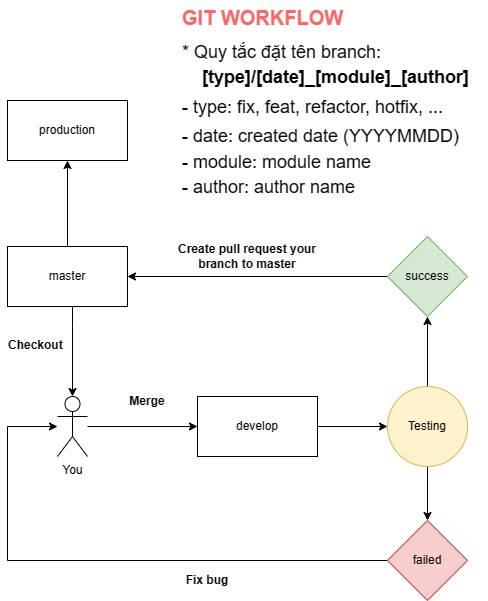 GIT WORKFLOW
* Quy tắc đặt tên branch:
[type]/[date]_[module]_[author]
- type: fix, feat, refactor, hotfix, ...
- date: created date (YYYYMMDD)
- module: module name
- author: author name
production
master
Create pull request your
branch to master
success
Checkout
Merge
develop
Testing
You
failed
Fix bug